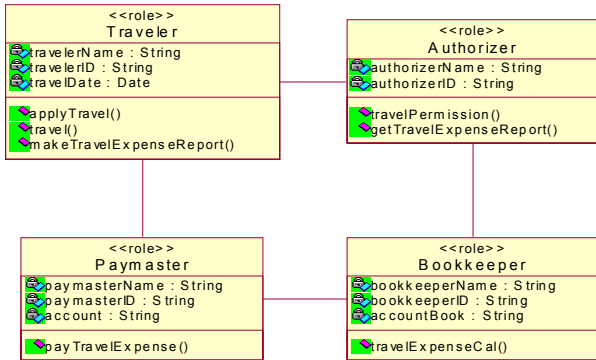 <<role>>
Traveler
travelerName : String
travelerID : String
travelDate : Date
applyTravel()
travel()
makeTravelExpenseReport()
<<role>>
Authorizer
authorizerName : String
authorizerID : String
travelPermission()
getTravelExpenseReport()
<<role>>
Paymaster
paymasterName : String
paymasterID : String
account : String
payTravelExpense()
<<role>>
Bookkeeper
bookkeeperName : String
bookkeeperID : String
accountBook : String
travelExpenseCal()